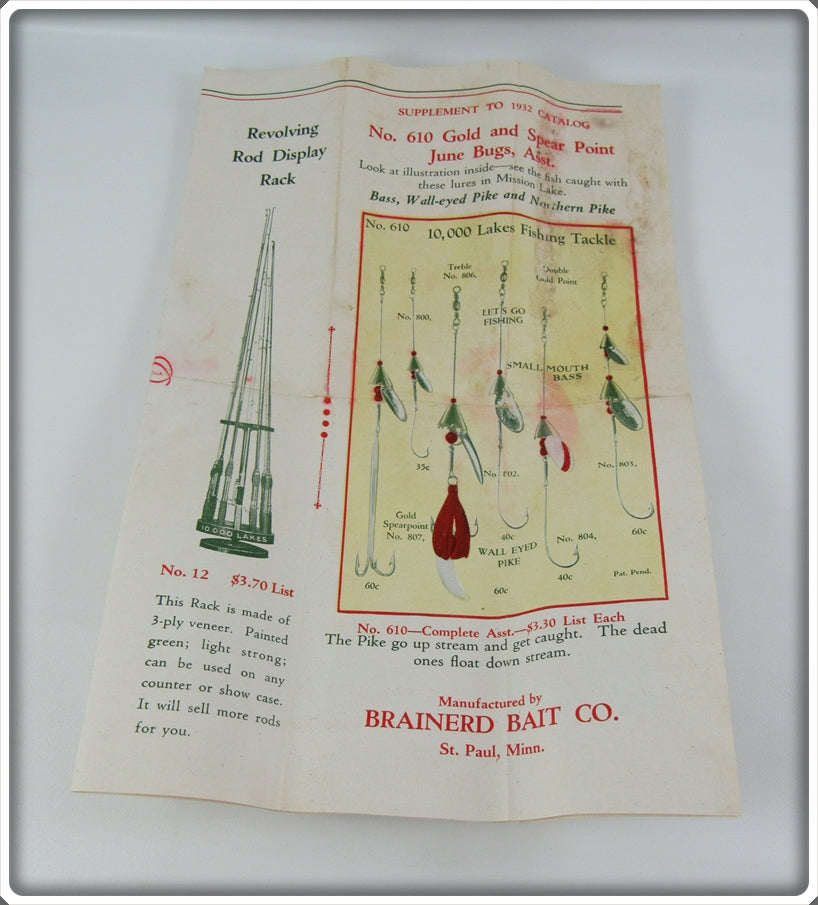 Revolving
Rod Display
Rack
10,000 LAKES
No. 12 $3.70 List
This Rack is made of
3-ply veneer. Painted
green; light strong;
can be used on any
counter or show case.
It will sell more rods
for you.
SUPPLEMENT TO 1932 CATALOG
No. 610 Gold and Spear Point
June Bugs, Asst.
Look at illustration inside—see the fish caught with
these lures in Mission Lake.
Bass, Wall-eyed Pike and Northern Pike
No. 610
10,000 Lakes Fishing Tackle
Treble
No. 806,
Double
Gold Point
No. 800,
LET'S GO
FISHING
SMALL MOUTH
BASS
35c
No. 802.
No. 803.
Gold
Spearpoint
No. 807,
40c
No. 804,
60c
WALL EYED
PIKE
60c
60c
40c
Pat. Pend.
No. 610—Complete Asst.—$3.30 List Each
The Pike go up stream and get caught. The dead
ones float down stream.
Manufactured by
BRAINERD BAIT CO.
St. Paul, Minn.